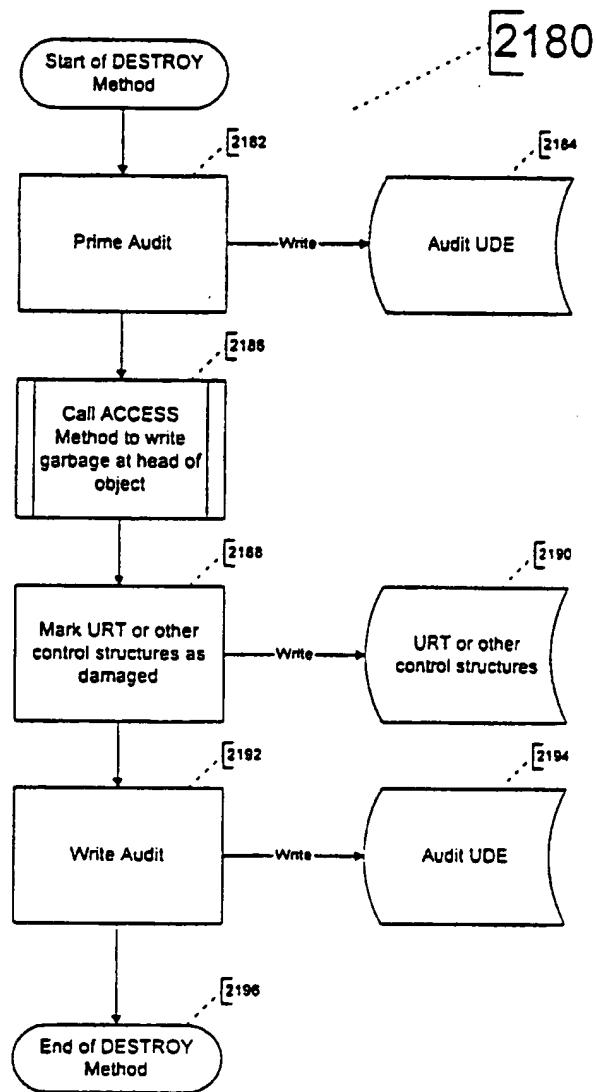 2180
Start of DESTROY
Method
2182
2184
Prime Audit
Write
Audit UDE
2186
Call ACCESS
Method to write
garbage at head of
object
2188
2190
Mark URT or other
control structures as
damaged
Write
URT or other
control structures
2192
2194
Write Audit
Write
Audit UDE
2196
End of DESTROY
Method